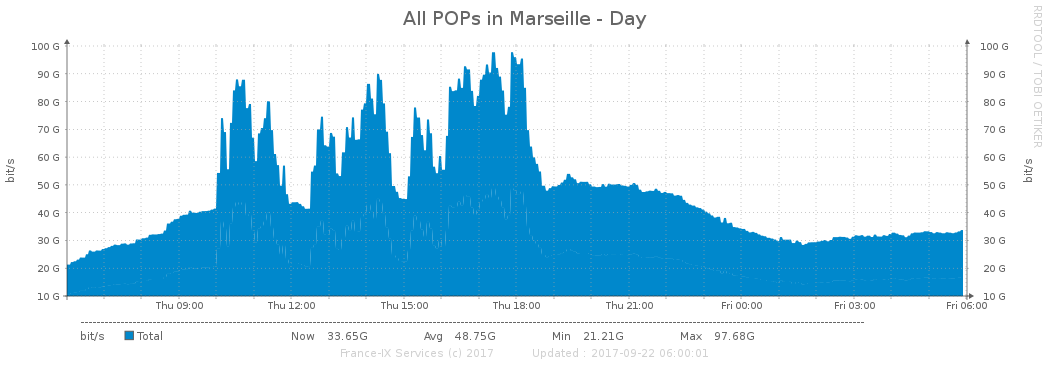 All POPs in Marseille - Day
RRDTOOL / TOBI OETIKER
bit/s
100 G
90 G
80 G
70 G
60 G
50 G
40 G
30 G
20 G
10 G
100 G
90 G
80 G
70 G
60 G
50 G
40 G
30 G
20 G
10 G
bit/s
Thu 09:00 Thu 12:00 Thu 15:00 Thu 18:00 Thu 21:00 Fri 00:00 Fri 03:00 Fri 06:00
bit/s Total Now 33.65G Avg 48.75G Min 21.21G Max 97.68G
France-IX Services (c) 2017 Updated : 2017-09-22 06:00:01